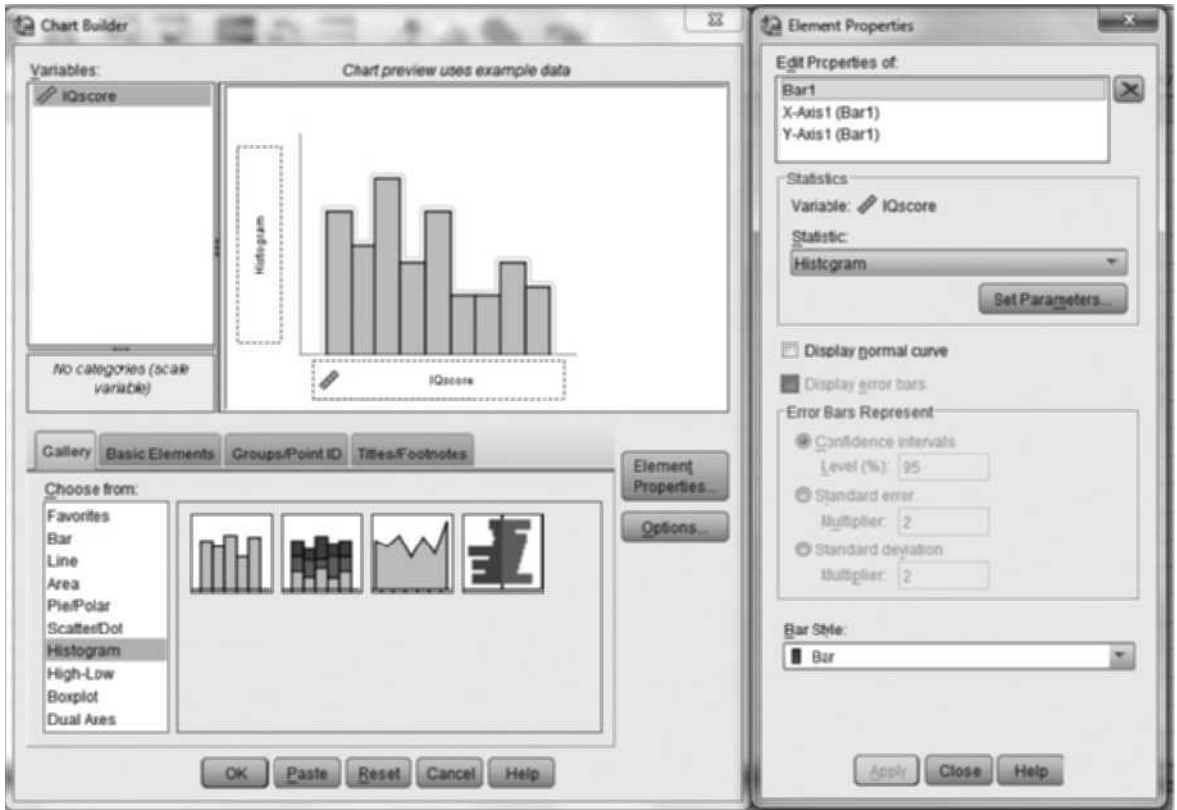 Chart Builder
Variables:
Chart preview uses example data
IQscore
Histogram
IQscore
No categories (scale
variable)
Gallery
Basic Elements
Groups/Point ID
Titles/Footnotes
Choose from:
Favorites
Bar
Line
Area
Pie/Polar
Scatter/Dot
Histogram
High-Low
Boxplot
Dual Axes
Element
Properties...
Options...
OK
Paste
Reset
Cancel
Help
Element Properties
Edit Properties of:
Bar1
X-Axis1 (Bar1)
Y-Axis1 (Bar1)
Statistics
Variable: IQscore
Statistic:
Histogram
Set Parameters...
Display normal curve
Display error bars
Error Bars Represent
Confidence intervals
Level (%): 95
Standard error
Multiplier: 2
Standard deviation
Multiplier: 2
Bar Style:
Bar
Apply
Close
Help